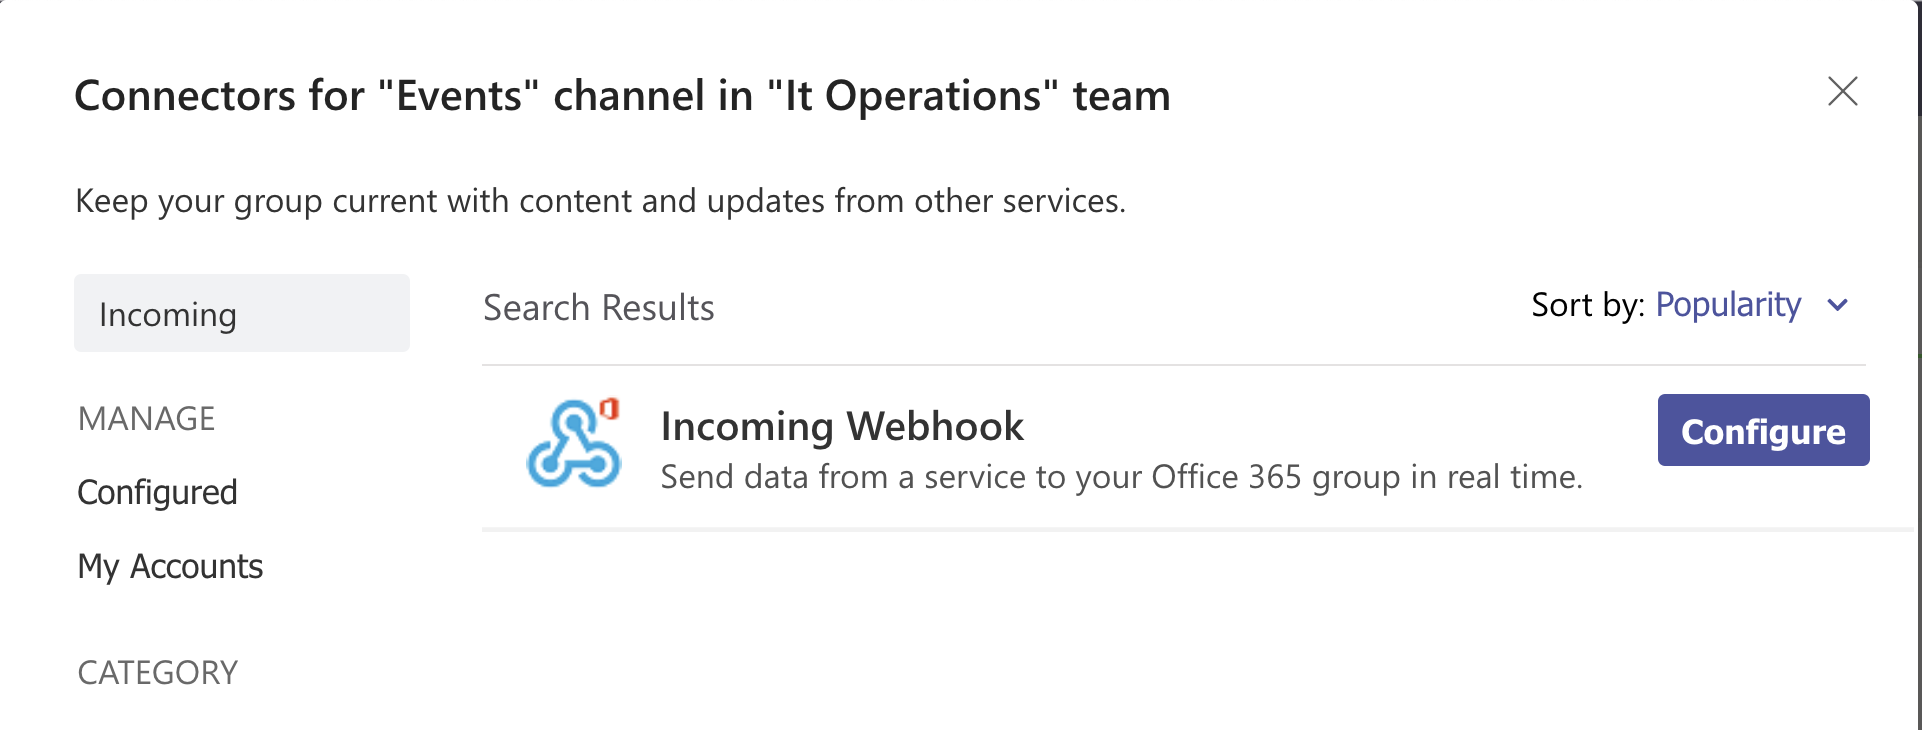 Connectors for "Events" channel in "It Operations" team
Keep your group current with content and updates from other services.
Incoming
MANAGE
Configured
My Accounts
CATEGORY
Search Results
Sort by: Popularity
Incoming Webhook
Send data from a service to your Office 365 group in real time.
Configure